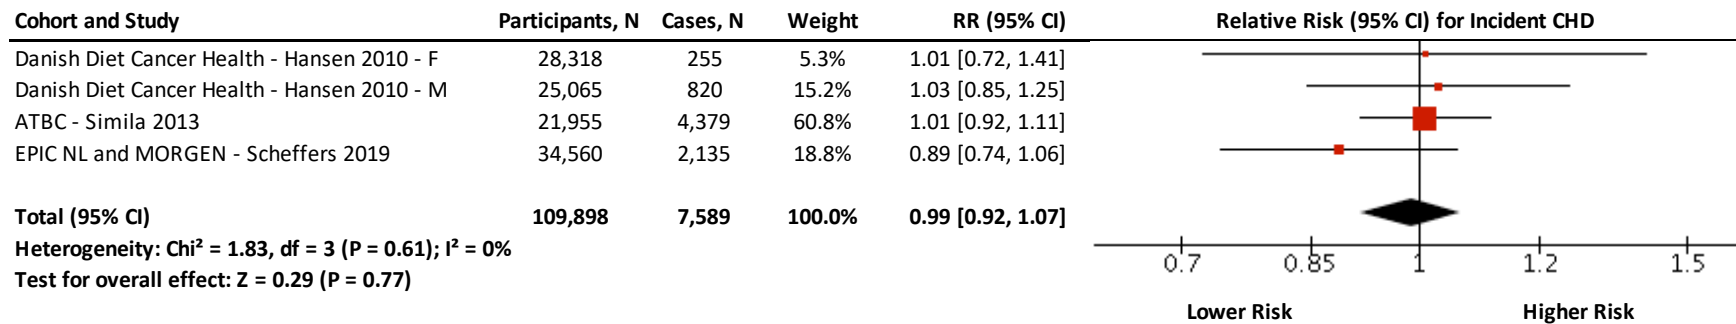 Cohort and Study Participants, N Cases, N Weight RR (95% CI) Relative Risk (95% CI) for Incident CHD
Danish Diet Cancer Health - Hansen 2010 - F 28,318 255 5.3% 1.01 [0.72, 1.41]
Danish Diet Cancer Health - Hansen 2010 - M 25,065 820 15.2% 1.03 [0.85, 1.25]
ATBC - Simila 2013 21,955 4,379 60.8% 1.01 [0.92, 1.11]
EPIC NL and MORGEN - Scheffers 2019 34,560 2,135 18.8% 0.89 [0.74, 1.06]
Total (95% CI) 109,898 7,589 100.0% 0.99 [0.92, 1.07]
Heterogeneity: Chi² = 1.83, df = 3 (P = 0.61); I² = 0%
Test for overall effect: Z = 0.29 (P = 0.77)
0.7 0.85 1 1.2 1.5
Lower Risk Higher Risk